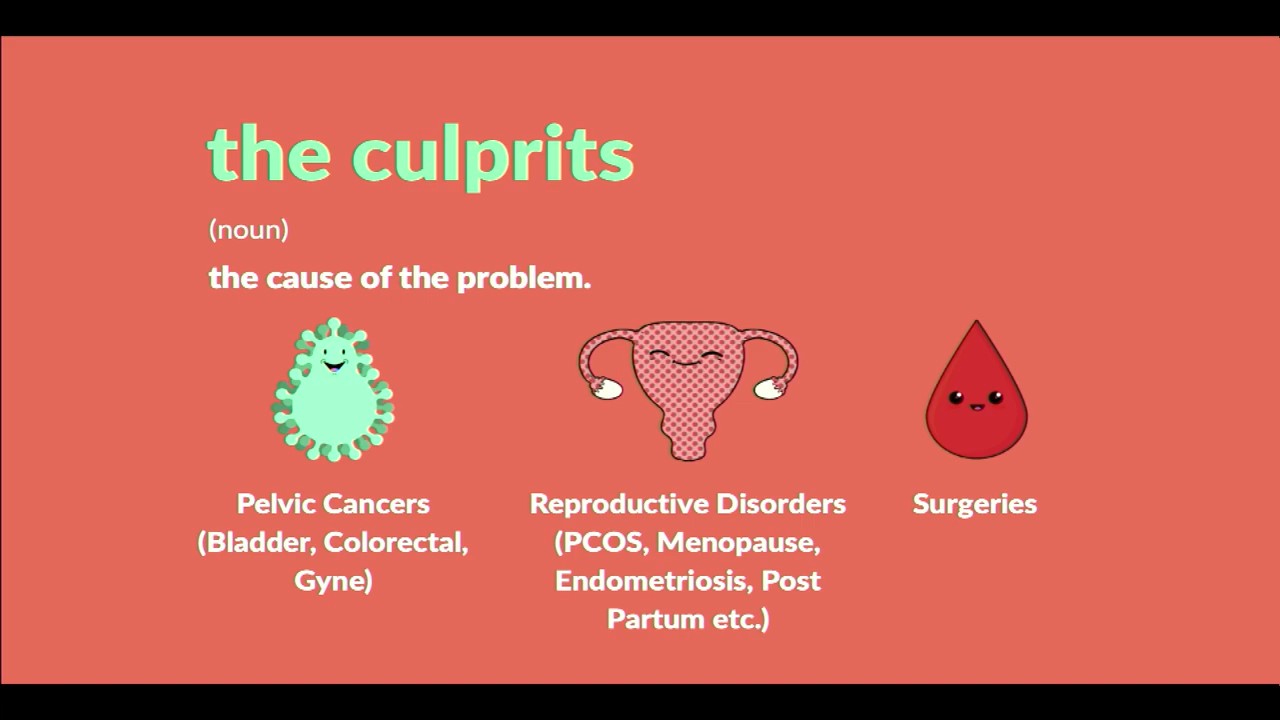 the culprits
(noun)
the cause of the problem.
Pelvic Cancers
(Bladder, Colorectal,
Gyne)
Reproductive Disorders
(PCOS, Menopause,
Endometriosis, Post
Partum etc.)
Surgeries